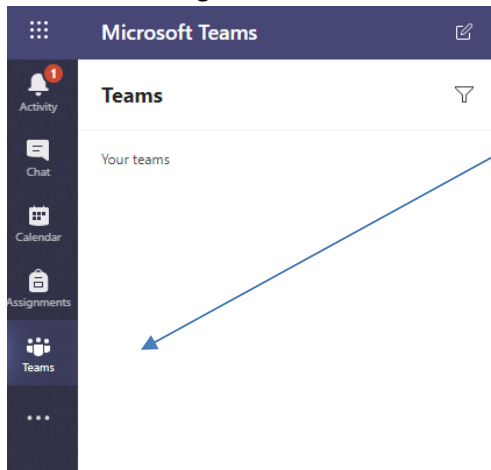 Microsoft Teams
1
Activity
Teams
Your teams
Chat
Calendar
Assignments
Teams